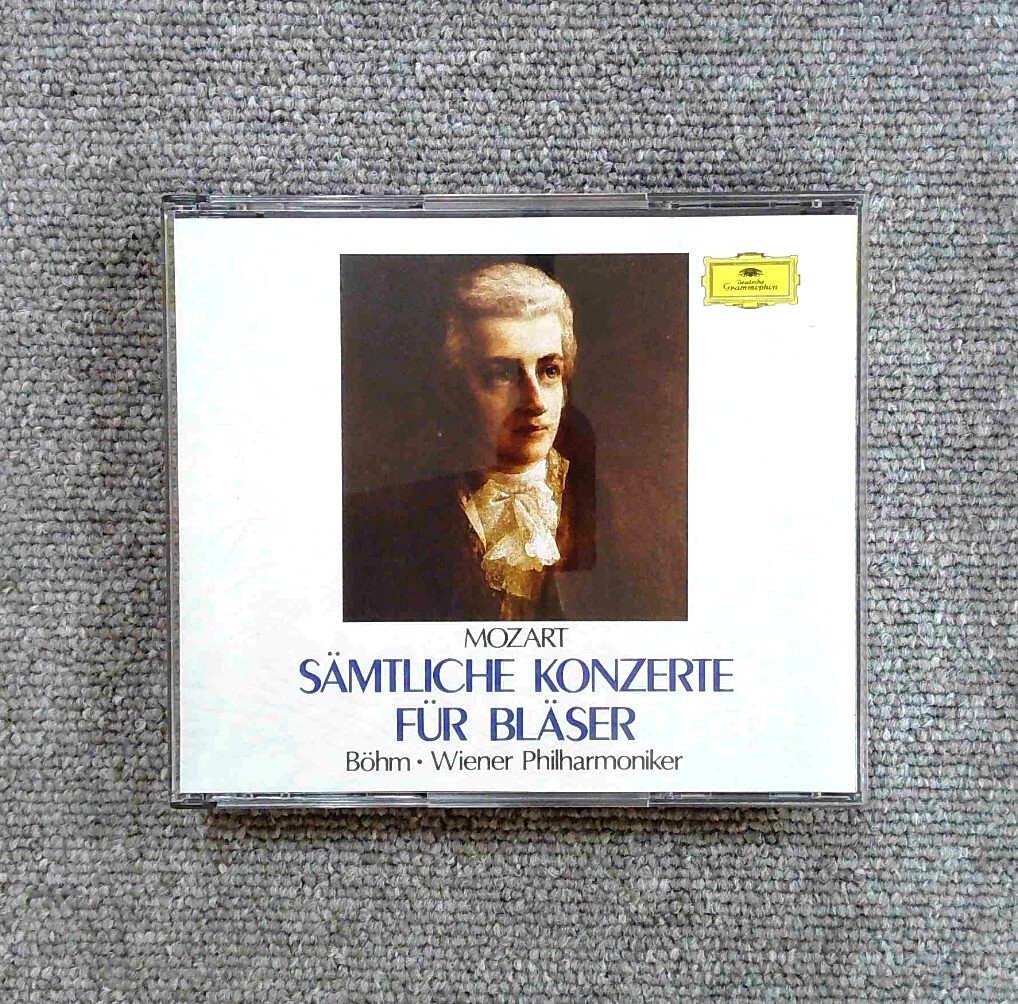 Deutsche
Grammophon
MOZART
SÄMTLICHE KONZERTE
FÜR BLÄSER
Böhm • Wiener Philharmoniker